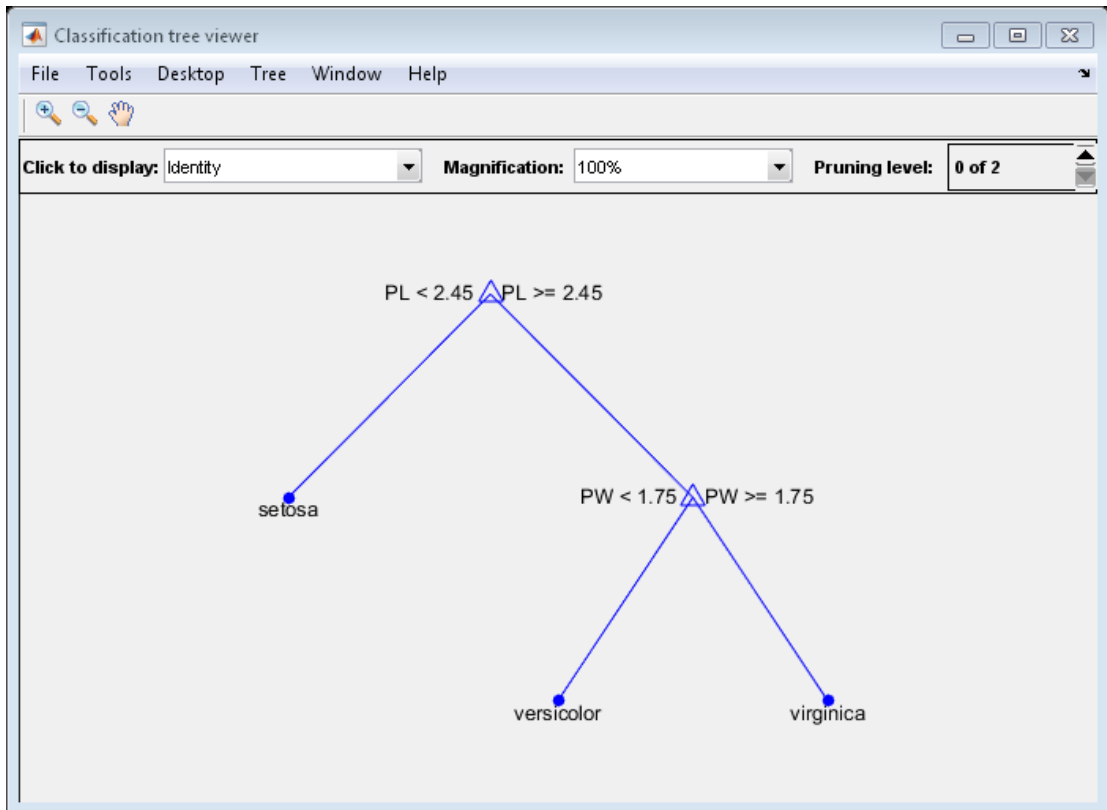 Classification tree viewer
File Tools Desktop Tree Window Help
Click to display: Identity Magnification: 100% Pruning level: 0 of 2
PL < 2.45 PL >= 2.45
setosa
PW < 1.75 PW >= 1.75
versicolor
virginica